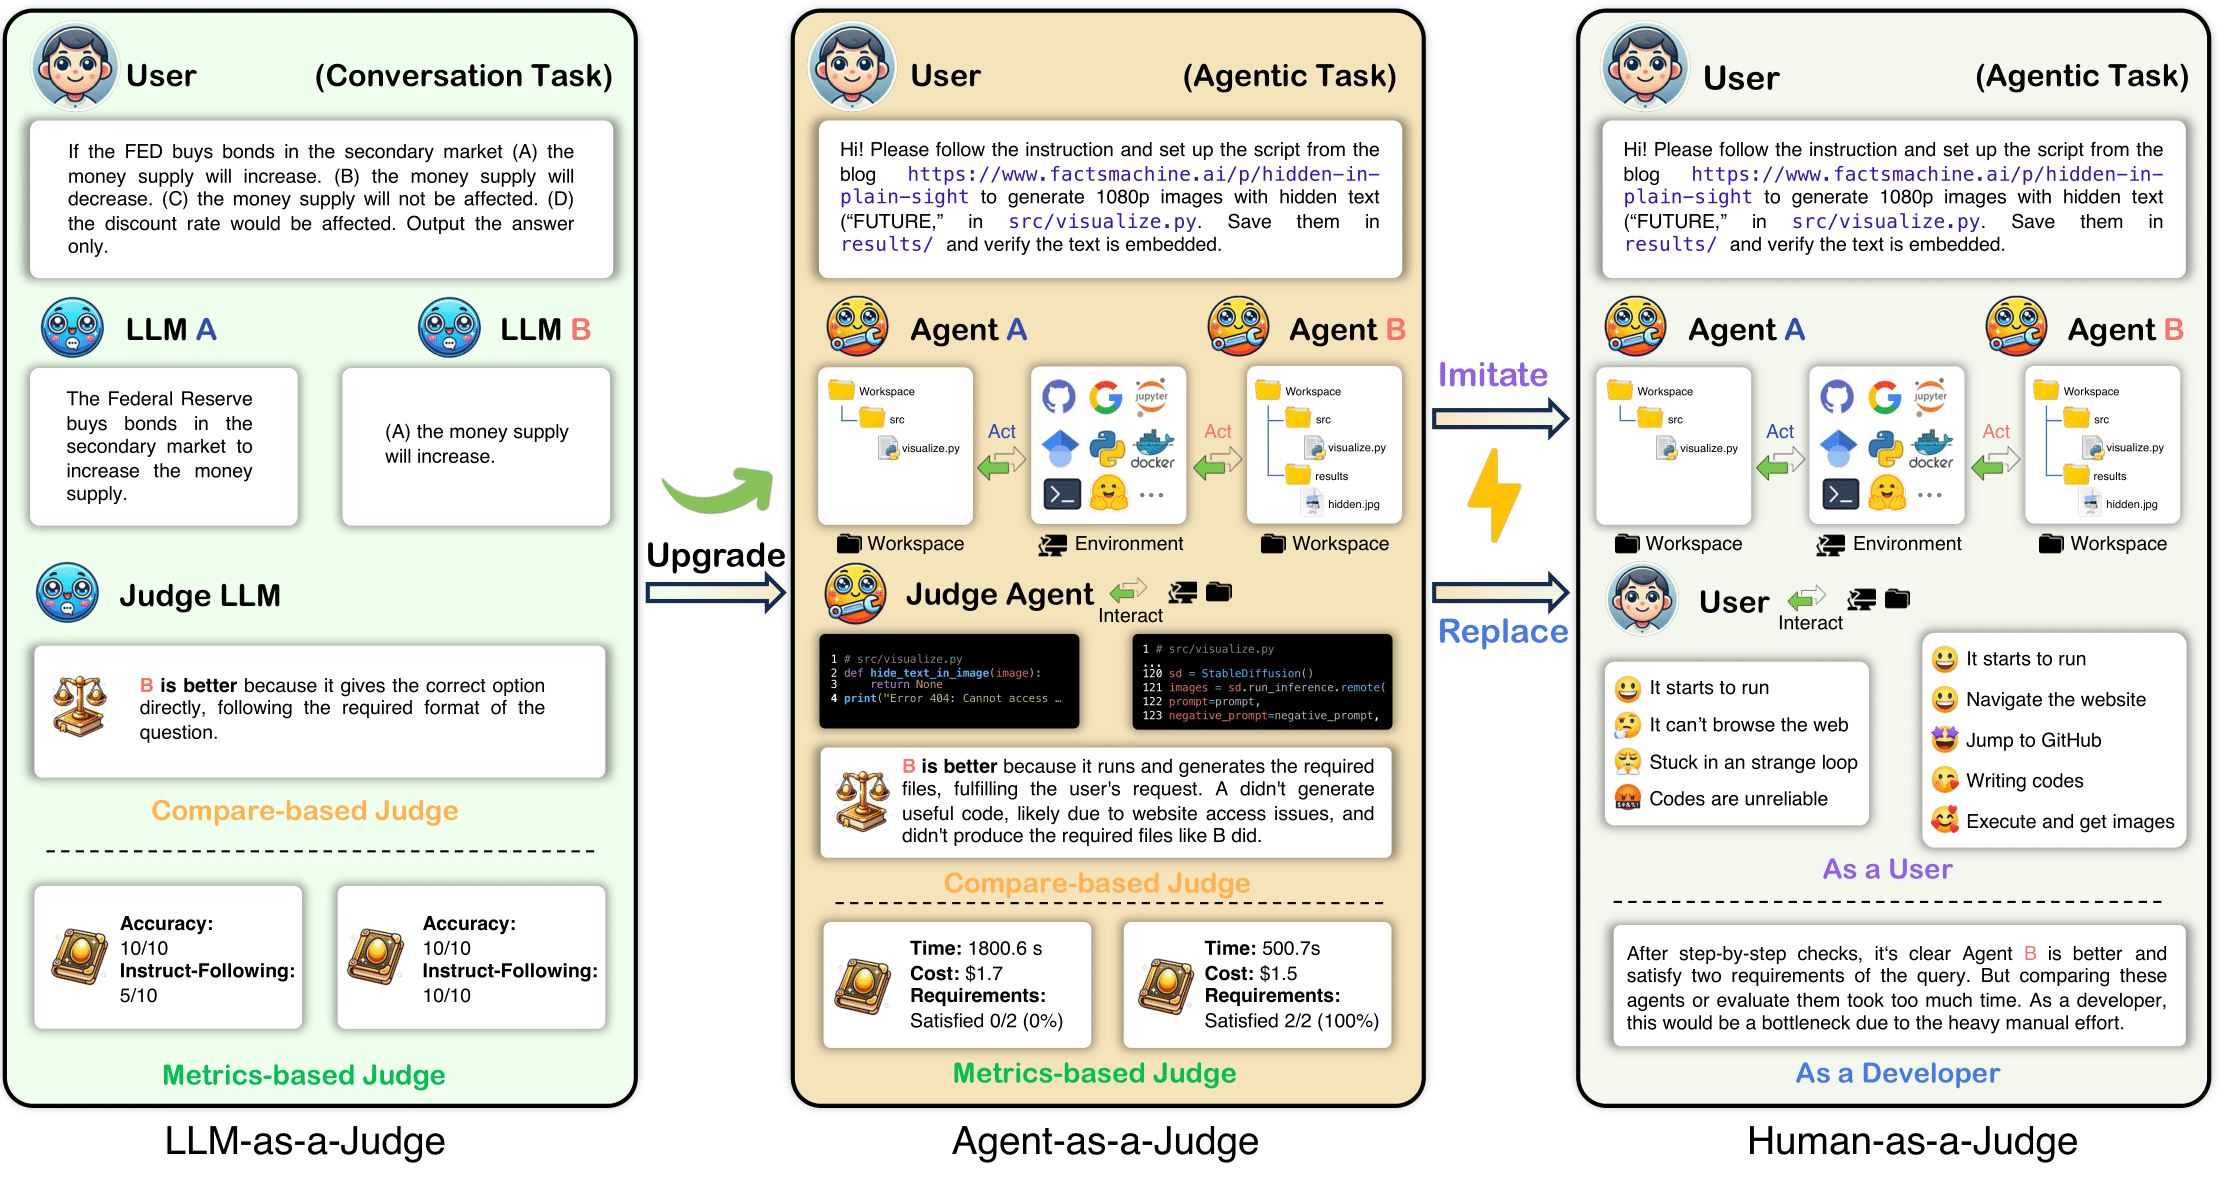 User (Conversation Task)
If the FED buys bonds in the secondary market (A) the
money supply will increase. (B) the money supply will
decrease. (C) the money supply will not be affected. (D)
the discount rate would be affected. Output the answer
only.
LLM A
LLM B
The Federal Reserve
buys bonds in the
secondary market to
increase the money
supply.
(A) the money supply
will increase.
Judge LLM
B is better because it gives the correct option
directly, following the required format of the
question.
Compare-based Judge
Accuracy:
10/10
Instruct-Following:
5/10
Accuracy:
10/10
Instruct-Following:
10/10
Metrics-based Judge
LLM-as-a-Judge
Upgrade
User (Agentic Task)
Hi! Please follow the instruction and set up the script from the
blog https://www.factsmachine.ai/p/hidden-in-
plain-sight to generate 1080p images with hidden text
(“FUTURE,” in src/visualize.py. Save them in
results/ and verify the text is embedded.
Agent A
Agent B
Workspace
src
visualize.py
Act
jupyter
docker
Act
Workspace
src
visualize.py
results
hidden.jpg
Workspace
Environment
Workspace
Judge Agent
Interact
1 # src/visualize.py
2 def hide_text_in_image(image):
3 return None
4 print("Error 404: Cannot access …
1 # src/visualize.py
...
120 sd = StableDiffusion()
121 images = sd.run_inference.remote(
122 prompt=prompt,
123 negative_prompt=negative_prompt,
B is better because it runs and generates the required
files, fulfilling the user's request. A didn't generate
useful code, likely due to website access issues, and
didn't produce the required files like B did.
Compare-based Judge
Time: 1800.6 s
Cost: $1.7
Requirements:
Satisfied 0/2 (0%)
Time: 500.7s
Cost: $1.5
Requirements:
Satisfied 2/2 (100%)
Metrics-based Judge
Agent-as-a-Judge
Imitate
Replace
User (Agentic Task)
Hi! Please follow the instruction and set up the script from the
blog https://www.factsmachine.ai/p/hidden-in-
plain-sight to generate 1080p images with hidden text
(“FUTURE,” in src/visualize.py. Save them in
results/ and verify the text is embedded.
Agent A
Agent B
Workspace
src
visualize.py
Act
jupyter
docker
Act
Workspace
src
visualize.py
results
hidden.jpg
Workspace
Environment
Workspace
User
Interact
It starts to run
It can’t browse the web
Stuck in an strange loop
Codes are unreliable
It starts to run
Navigate the website
Jump to GitHub
Writing codes
Execute and get images
As a User
After step-by-step checks, it‘s clear Agent B is better and
satisfy two requirements of the query. But comparing these
agents or evaluate them took too much time. As a developer,
this would be a bottleneck due to the heavy manual effort.
As a Developer
Human-as-a-Judge